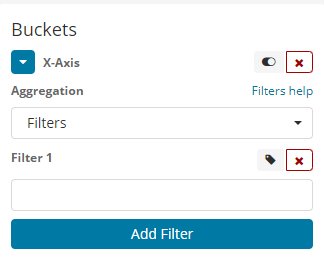 Buckets
X-Axis
Aggregation Filters help
Filters
Filter 1
Add Filter